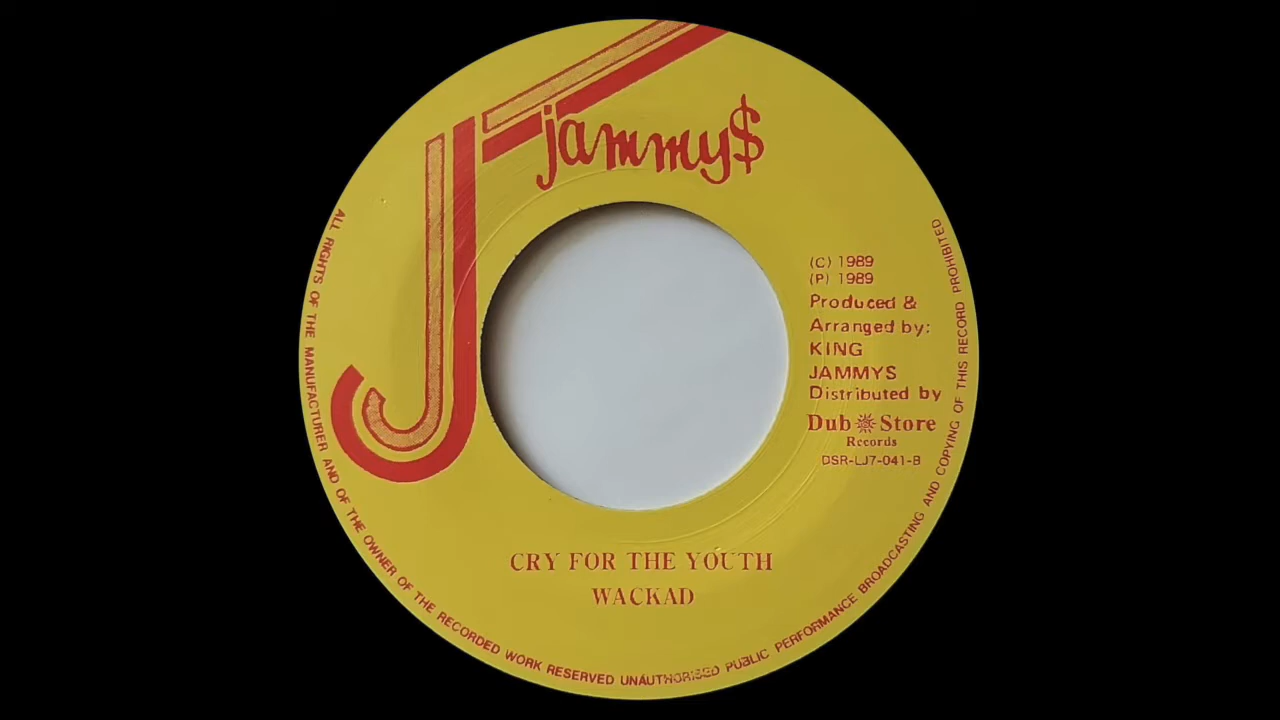 jammy$
(C) 1989
(P) 1989
Produced &
Arranged by:
KING
JAMMYS
Distributed by
Dub Store
Records
DSR-LJ7-041-B
CRY FOR THE YOUTH
WACKAD
ALL RIGHTS OF THE MANUFACTURER AND OF THE OWNER OF THE RECORDED WORK RESERVED UNAUTHORISED PUBLIC PERFORMANCE BROADCASTING AND COPYING OF THIS RECORD PROHIBITED